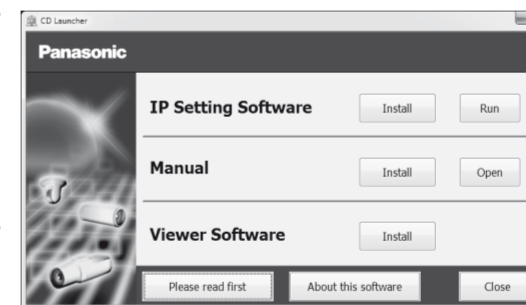 CD Launcher
Panasonic
IP Setting Software Install Run
Manual Install Open
Viewer Software Install
Please read first About this software Close